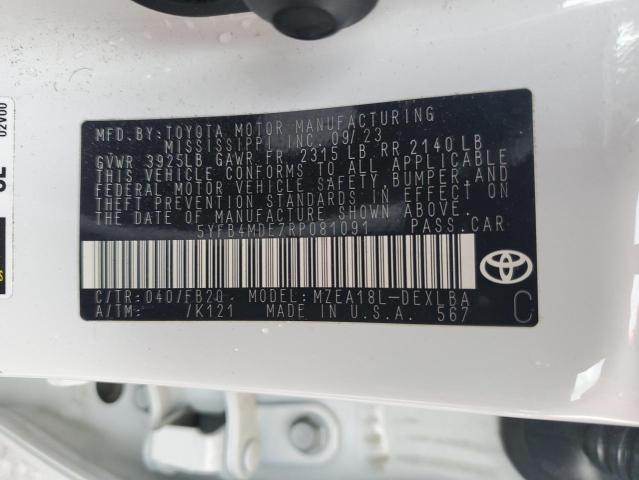 MFD. BY: TOYOTA MOTOR MANUFACTURING
MISSISSIPPI, INC. 09/23
GVWR 3925LB GAWR FR 2315 LB RR 2140 LB
THIS VEHICLE CONFORMS TO ALL APPLICABLE
FEDERAL MOTOR VEHICLE SAFETY, BUMPER AND
THEFT PREVENTION STANDARDS IN EFFECT ON
THE DATE OF MANUFACTURE SHOWN ABOVE.
5YFB4MDE7RP081091 PASS. CAR
C/TR: 040/FB20 MODEL: MZEA18L-DEXLBA
A/TM: /K121 MADE IN U.S.A. 567
C
02V00